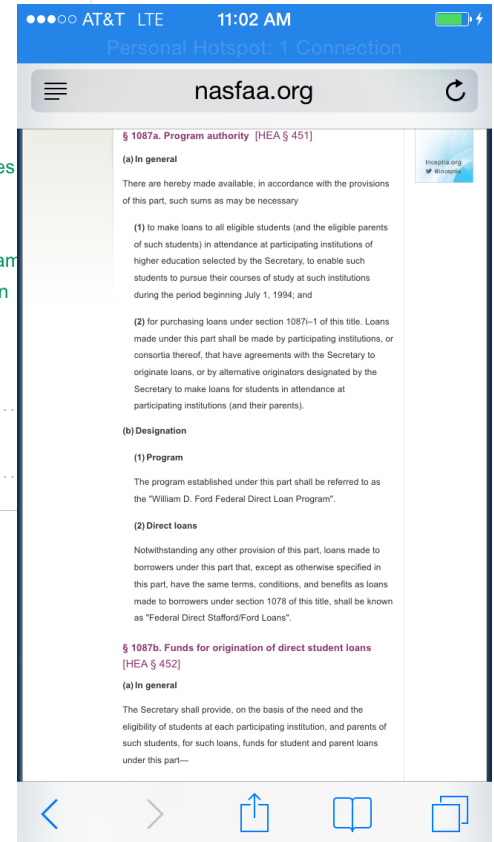 AT&T LTE 11:02 AM
Personal Hotspot: 1 Connection
nasfaa.org
es
am
n
§ 1087a. Program authority [HEA § 451]
Inceptia.org
@inceptia
(a) In general
There are hereby made available, in accordance with the provisions
of this part, such sums as may be necessary
(1) to make loans to all eligible students (and the eligible parents
of such students) in attendance at participating institutions of
higher education selected by the Secretary, to enable such
students to pursue their courses of study at such institutions
during the period beginning July 1, 1994; and
(2) for purchasing loans under section 1087i–1 of this title. Loans
made under this part shall be made by participating institutions, or
consortia thereof, that have agreements with the Secretary to
originate loans, or by alternative originators designated by the
Secretary to make loans for students in attendance at
participating institutions (and their parents).
(b) Designation
(1) Program
The program established under this part shall be referred to as
the "William D. Ford Federal Direct Loan Program".
(2) Direct loans
Notwithstanding any other provision of this part, loans made to
borrowers under this part that, except as otherwise specified in
this part, have the same terms, conditions, and benefits as loans
made to borrowers under section 1078 of this title, shall be known
as "Federal Direct Stafford/Ford Loans".
§ 1087b. Funds for origination of direct student loans
[HEA § 452]
(a) In general
The Secretary shall provide, on the basis of the need and the
eligibility of students at each participating institution, and parents of
such students, for such loans, funds for student and parent loans
under this part—